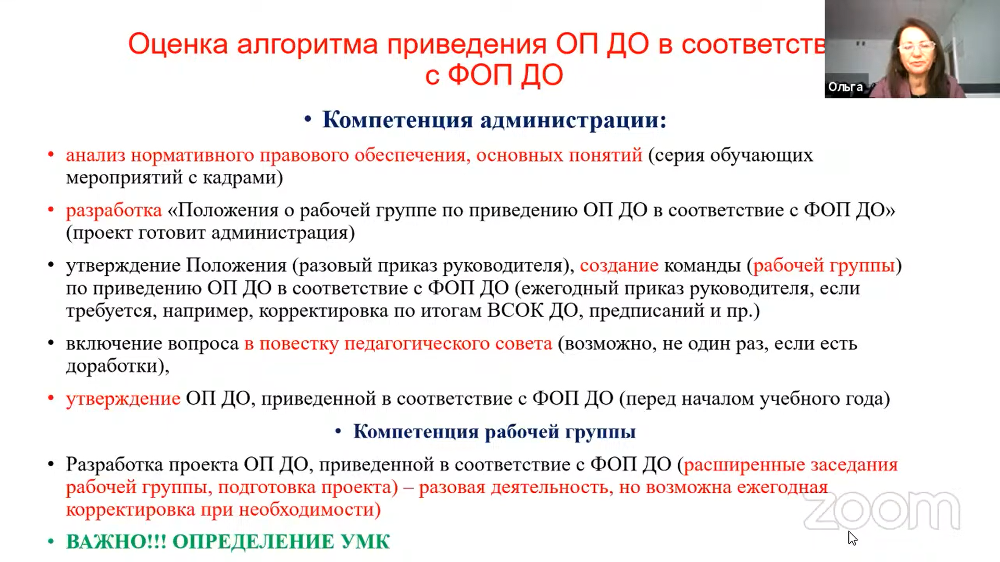 Оценка алгоритма приведения ОП ДО в соответств
с ФОП ДО
Ольга
• Компетенция администрации:
• анализ нормативного правового обеспечения, основных понятий (серия обучающих
мероприятий с кадрами)
• разработка «Положения о рабочей группе по приведению ОП ДО в соответствие с ФОП ДО»
(проект готовит администрация)
• утверждение Положения (разовый приказ руководителя), создание команды (рабочей группы)
по приведению ОП ДО в соответствие с ФОП ДО (ежегодный приказ руководителя, если
требуется, например, корректировка по итогам ВСОК ДО, предписаний и пр.)
• включение вопроса в повестку педагогического совета (возможно, не один раз, если есть
доработки),
• утверждение ОП ДО, приведенной в соответствие с ФОП ДО (перед началом учебного года)
• Компетенция рабочей группы
• Разработка проекта ОП ДО, приведенной в соответствие с ФОП ДО (расширенные заседания
рабочей группы, подготовка проекта) – разовая деятельность, но возможна ежегодная
корректировка при необходимости)
zoom
• ВАЖНО!!! ОПРЕДЕЛЕНИЕ УМК